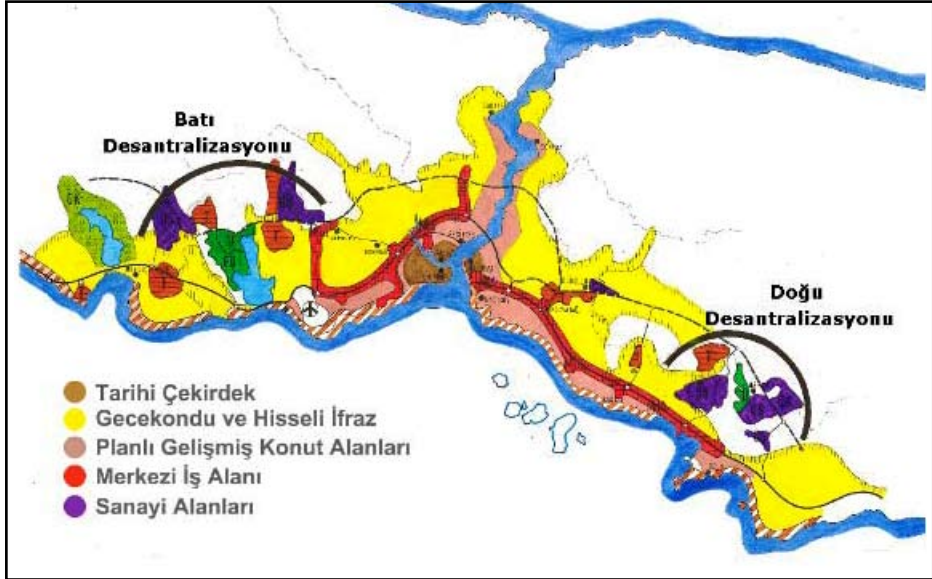 Batı
Desantralizasyonu
Doğu
Desantralizasyonu
Tarihi Çekirdek
Gecekondu ve Hisseli İfraz
Planlı Gelişmiş Konut Alanları
Merkezi İş Alanı
Sanayi Alanları